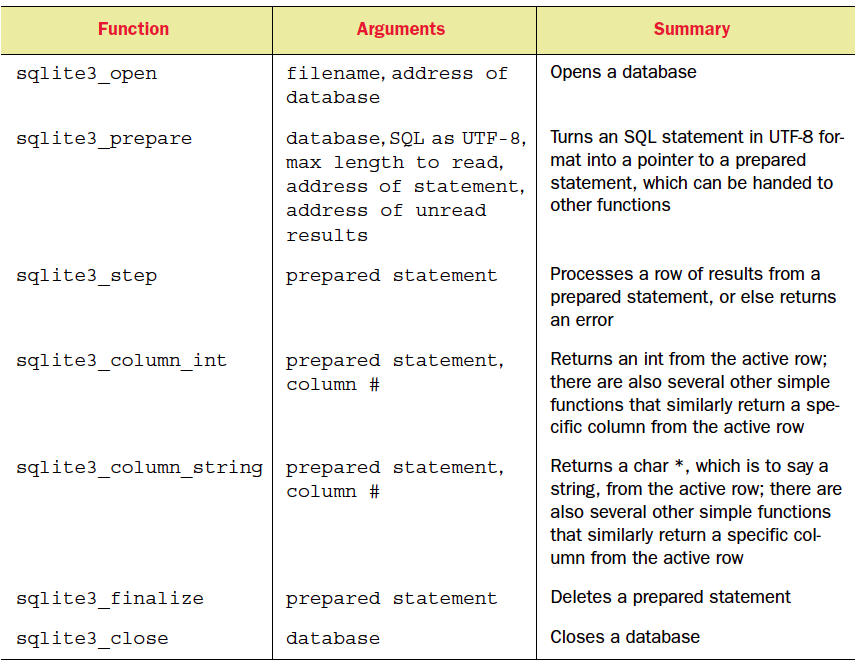 Function Arguments Summary
sqlite3_open filename, address of Opens a database
database
sqlite3_prepare database, SQL as UTF-8, Turns an SQL statement in UTF-8 for-
max length to read, mat into a pointer to a prepared
address of statement, statement, which can be handed to
address of unread other functions
results
sqlite3_step prepared statement Processes a row of results from a
prepared statement, or else returns
an error
sqlite3_column_int prepared statement, Returns an int from the active row;
column # there are also several other simple
functions that similarly return a spe-
cific column from the active row
sqlite3_column_string prepared statement, Returns a char *, which is to say a
column # string, from the active row; there are
also several other simple functions
that similarly return a specific col-
umn from the active row
sqlite3_finalize prepared statement Deletes a prepared statement
sqlite3_close database Closes a database